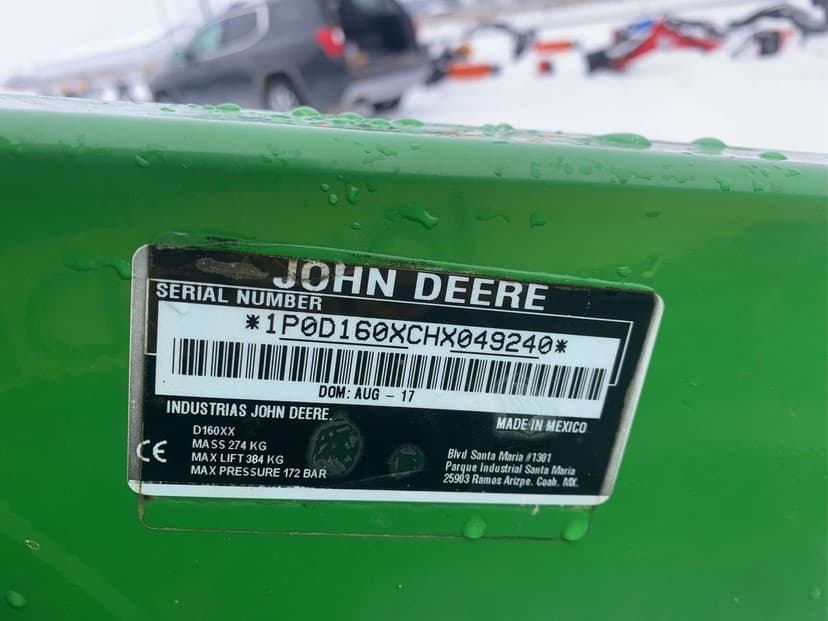 JOHN DEERE
SERIAL NUMBER
*1P0D160XCHX049240*
DOM: AUG - 17
INDUSTRIAS JOHN DEERE.
MADE IN MEXICO
D160XX
MASS 274 KG
MAX LIFT 384 KG
MAX PRESSURE 172 BAR
CE
Blvd Santa Maria #1301
Parque Industrial Santa Maria
25903 Ramos Arizpe. Coah. MX.